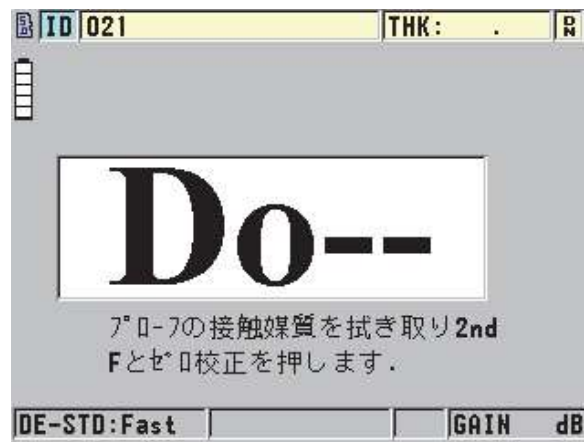 ID 021 THK: .
Do--
ﾌﾟﾛｰﾌﾞの接触媒質を拭き取り2nd
Fとｾﾞﾛ校正を押します.
DE-STD:Fast GAIN dB